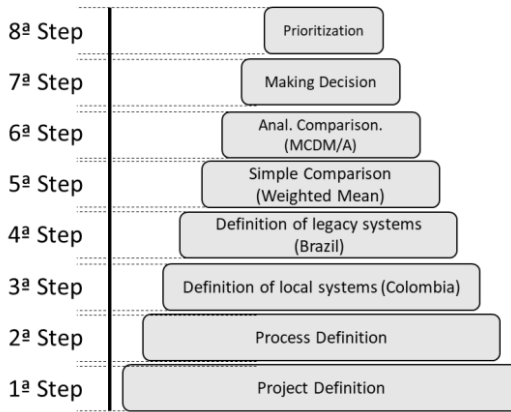 8ª Step
Prioritization
7ª Step
Making Decision
6ª Step
Anal. Comparison.
(MCDM/A)
5ª Step
Simple Comparison
(Weighted Mean)
4ª Step
Definition of legacy systems
(Brazil)
3ª Step
Definition of local systems (Colombia)
2ª Step
Process Definition
1ª Step
Project Definition